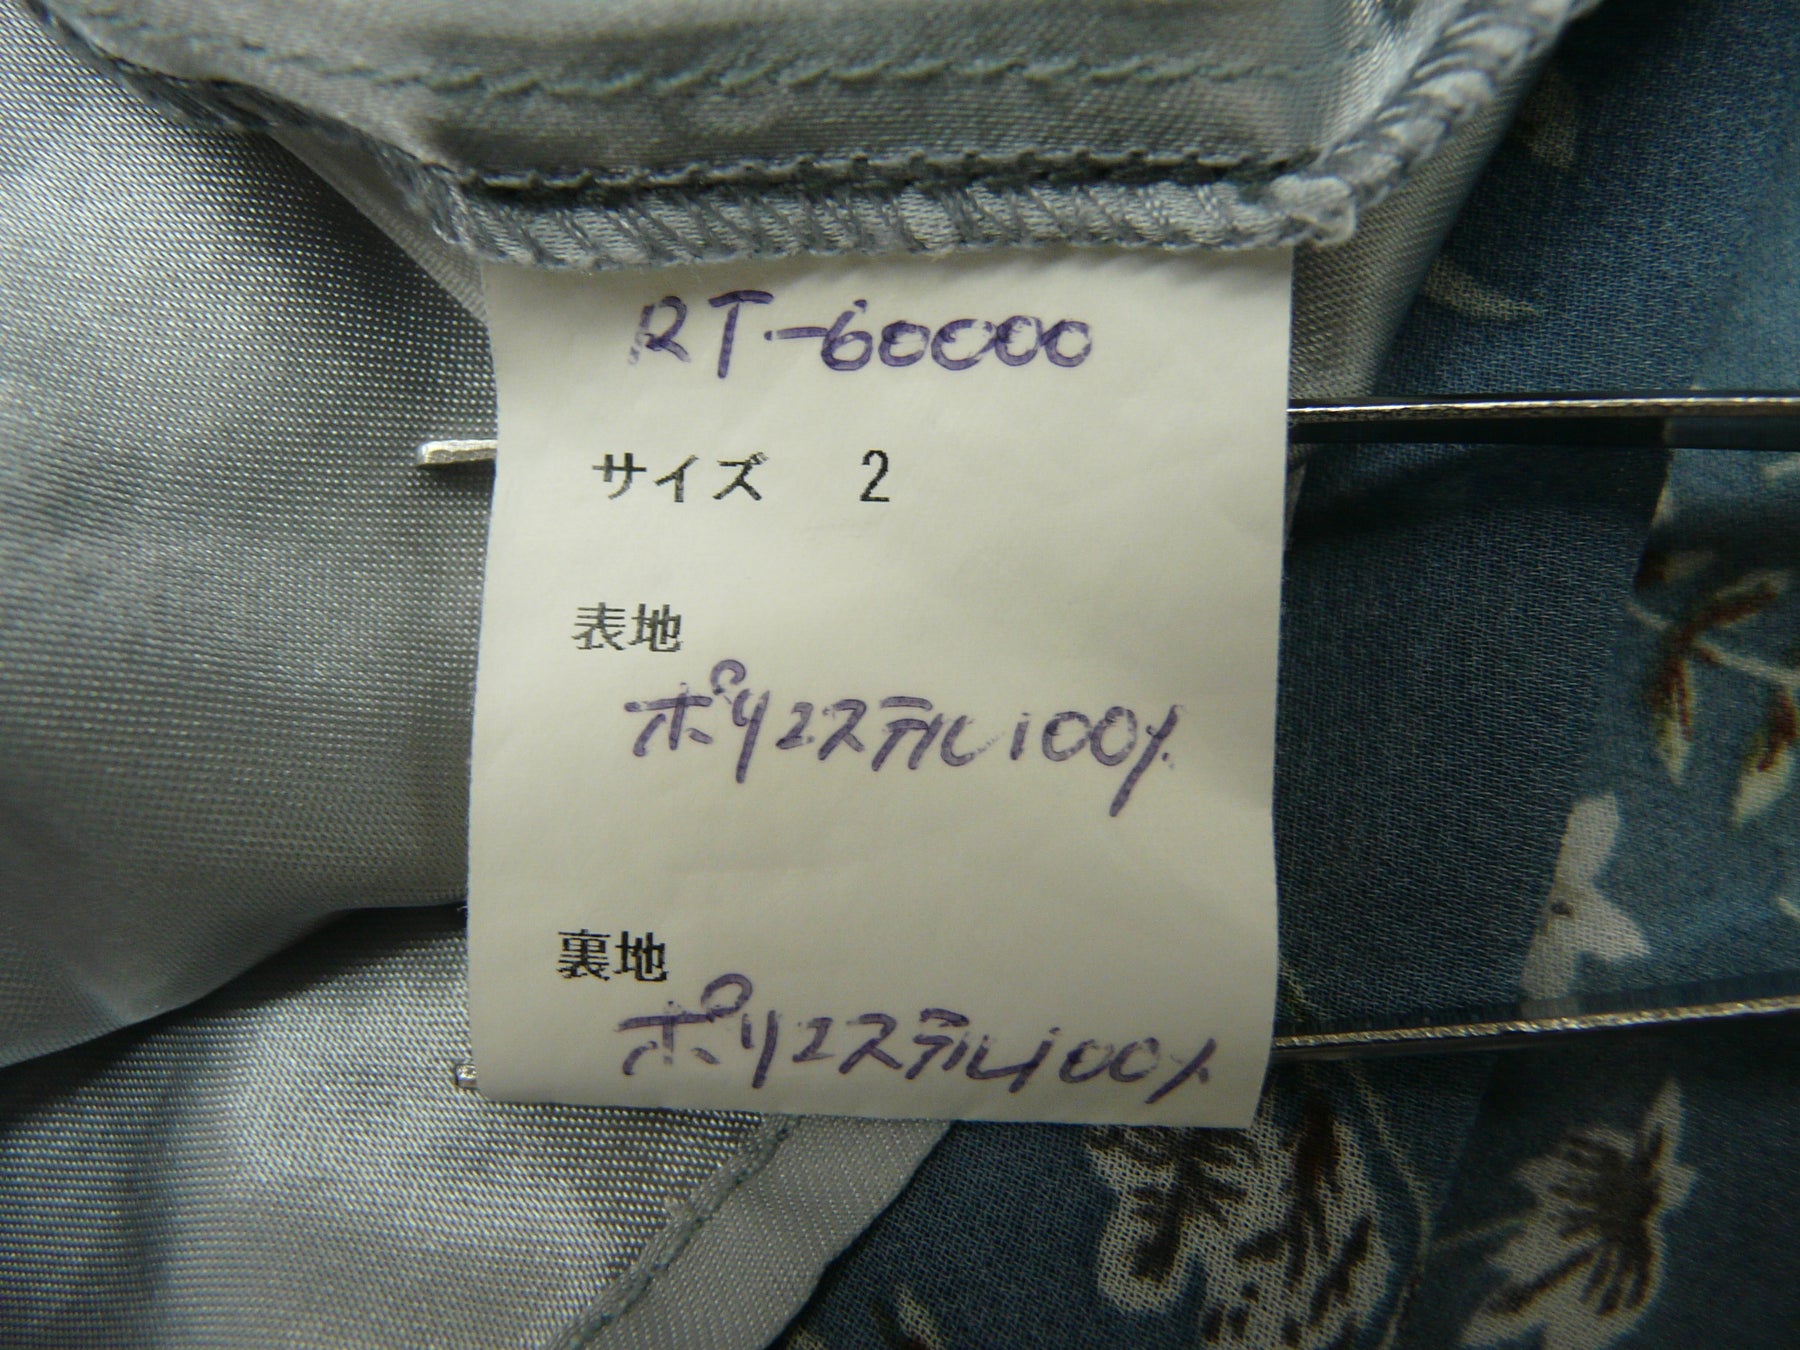 RT-60000
サイズ 2
表地
ポリエステル100%
裏地
ポリエステル100%